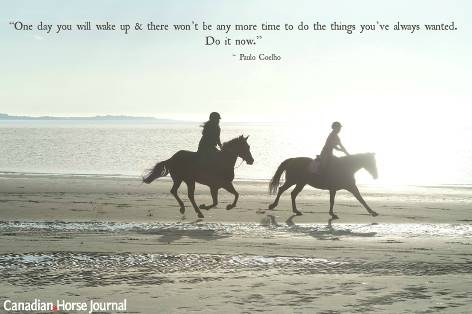 “One day you will wake up & there won’t be any more time to do the things you’ve always wanted.
Do it now.”
~ Paulo Coelho
Canadian Horse Journal